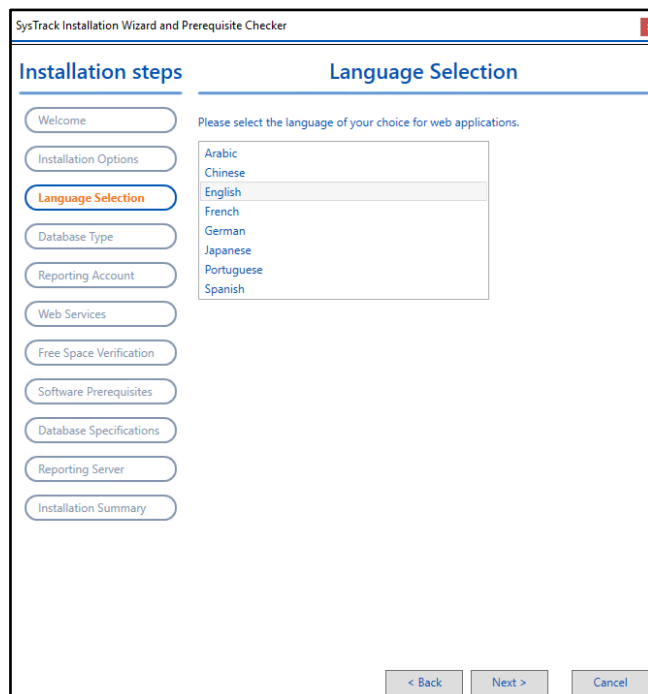 SysTrack Installation Wizard and Prerequisite Checker
Installation steps
Welcome
Installation Options
Language Selection
Database Type
Reporting Account
Web Services
Free Space Verification
Software Prerequisites
Database Specifications
Reporting Server
Installation Summary
Language Selection
Please select the language of your choice for web applications.
Arabic
Chinese
English
French
German
Japanese
Portuguese
Spanish
< Back
Next >
Cancel